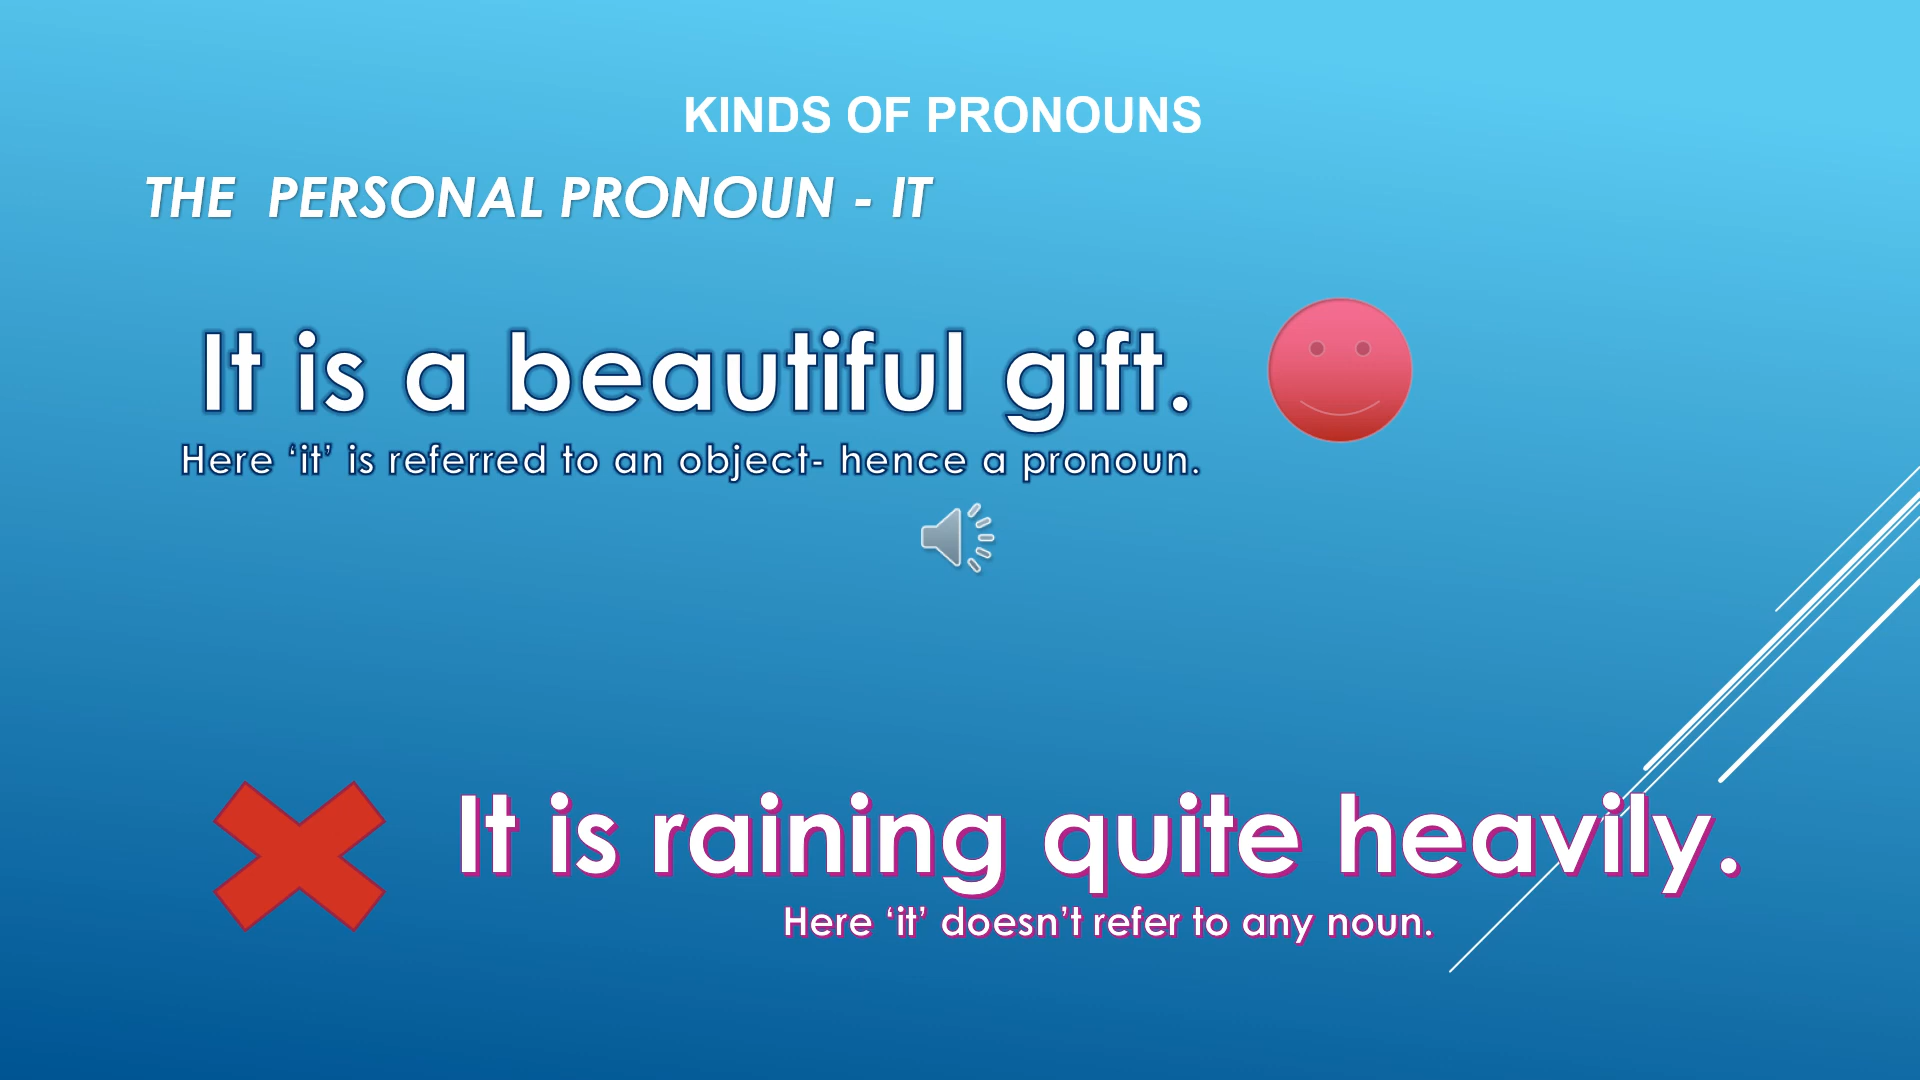 KINDS OF PRONOUNS
THE PERSONAL PRONOUN - IT
It is a beautiful gift.
Here ‘it’ is referred to an object- hence a pronoun.
It is raining quite heavily.
Here ‘it’ doesn’t refer to any noun.